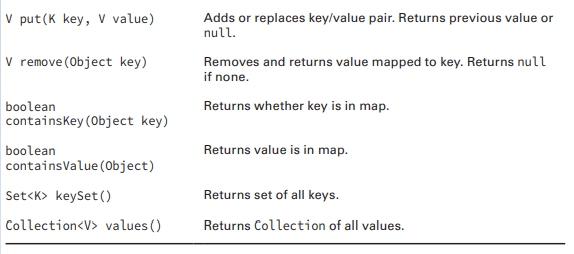 V put(K key, V value) Adds or replaces key/value pair. Returns previous value or
null.
V remove(Object key) Removes and returns value mapped to key. Returns null
if none.
boolean Returns whether key is in map.
containsKey(Object key)
boolean Returns value is in map.
containsValue(Object)
Set<K> keySet() Returns set of all keys.
Collection<V> values() Returns Collection of all values.